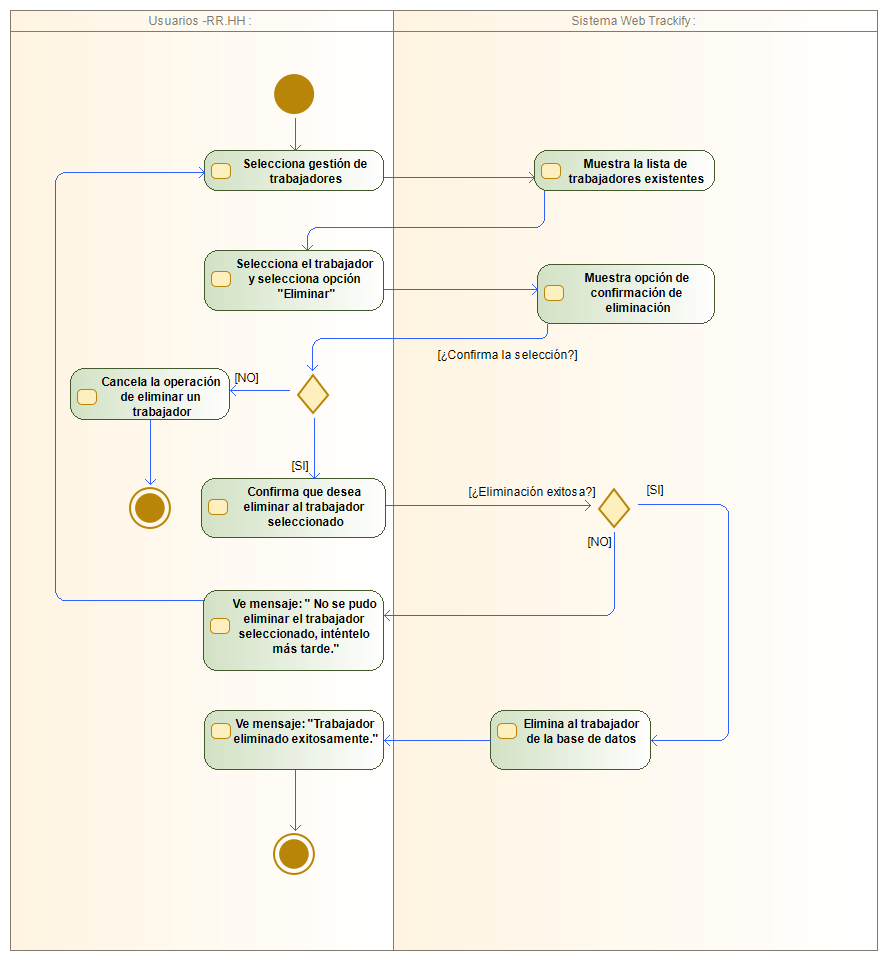 Usuarios -RR.HH :
Sistema Web Trackify :
Selecciona gestión de
trabajadores
Muestra la lista de
trabajadores existentes
Selecciona el trabajador
y selecciona opción
"Eliminar"
Muestra opción de
confirmación de
eliminación
[¿Confirma la selección?]
[NO]
Cancela la operación
de eliminar un
trabajador
[SI]
Confirma que desea
eliminar al trabajador
seleccionado
[¿Eliminación exitosa?]
[SI]
[NO]
Ve mensaje: " No se pudo
eliminar el trabajador
seleccionado, inténtelo
más tarde."
Ve mensaje: "Trabajador
eliminado exitosamente."
Elimina al trabajador
de la base de datos